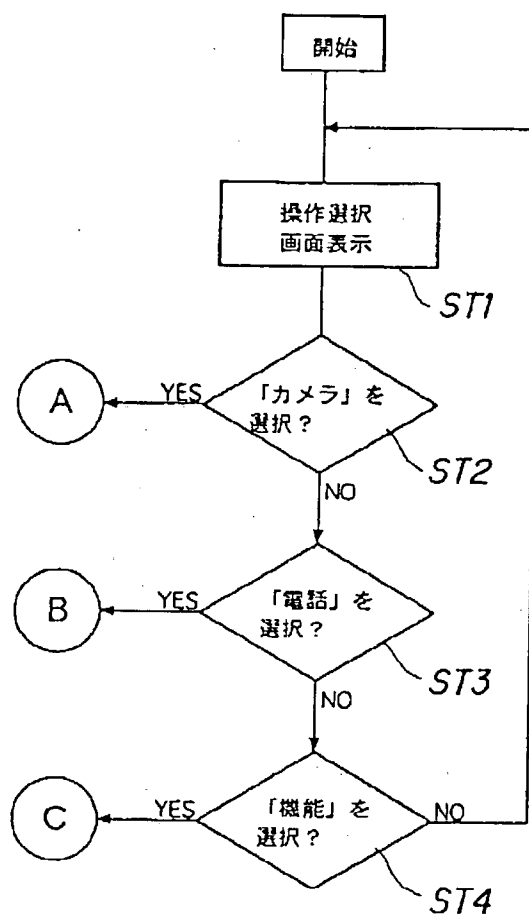 開始
操作選択
画面表示
ST1
A
YES
「カメラ」を
選択？
ST2
NO
B
YES
「電話」を
選択？
ST3
NO
C
YES
「機能」を
選択？
NO
ST4